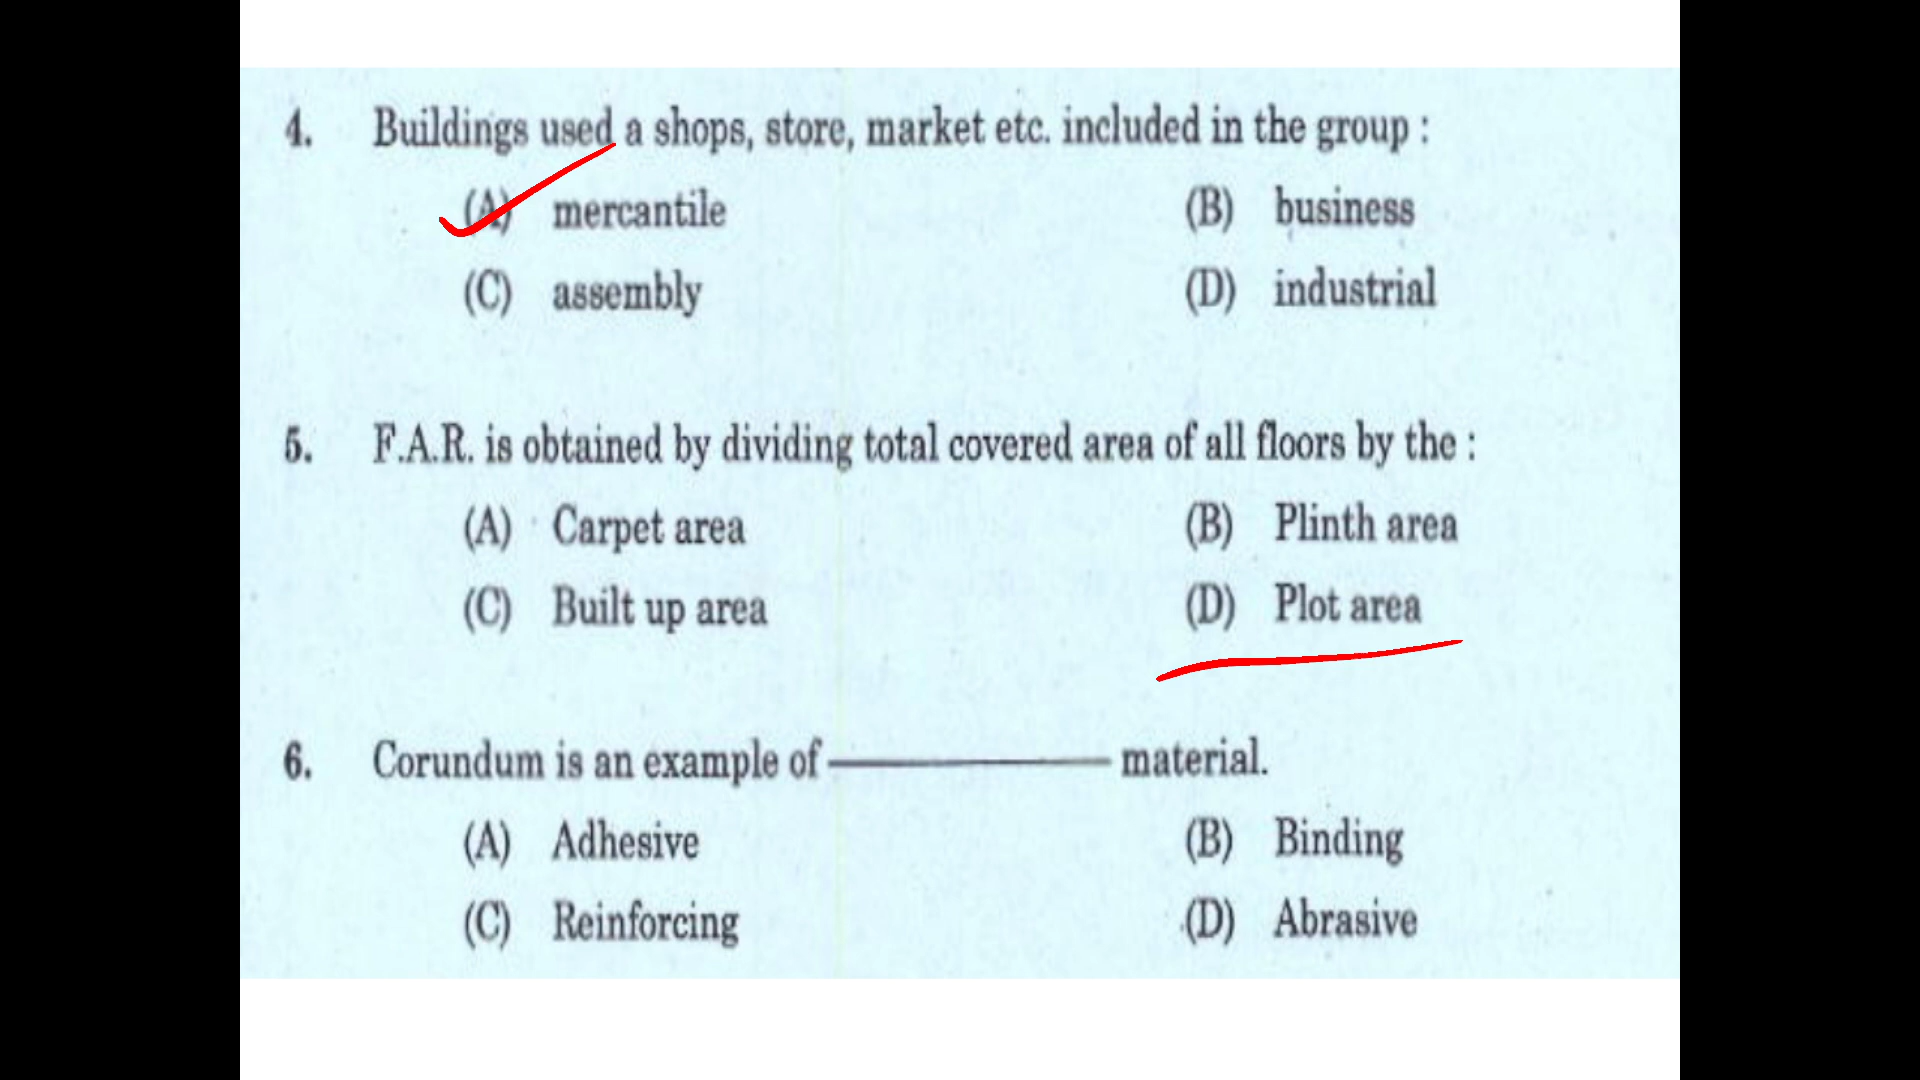 4. Buildings used a shops, store, market etc. included in the group :
(A) mercantile (B) business
(C) assembly (D) industrial
5. F.A.R. is obtained by dividing total covered area of all floors by the :
(A) Carpet area (B) Plinth area
(C) Built up area (D) Plot area
6. Corundum is an example of ———— material.
(A) Adhesive (B) Binding
(C) Reinforcing (D) Abrasive